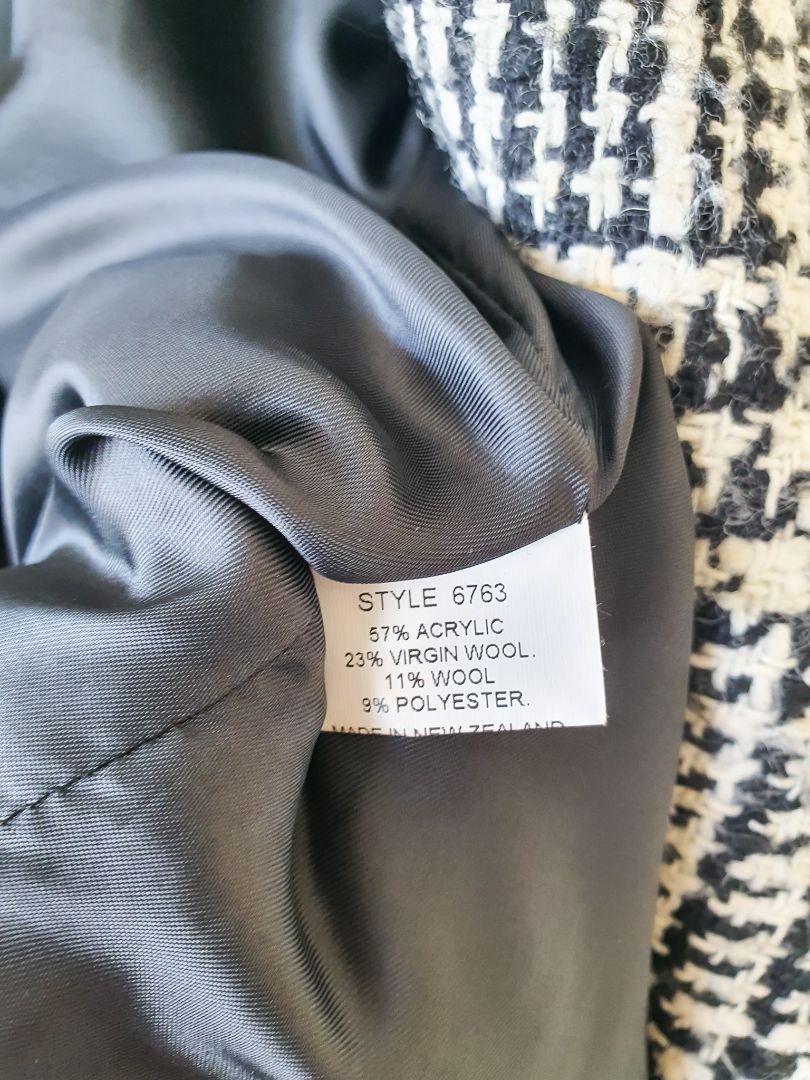 STYLE 6763
57% ACRYLIC
23% VIRGIN WOOL.
11% WOOL
9% POLYESTER.
MADE IN NEW ZEALAND